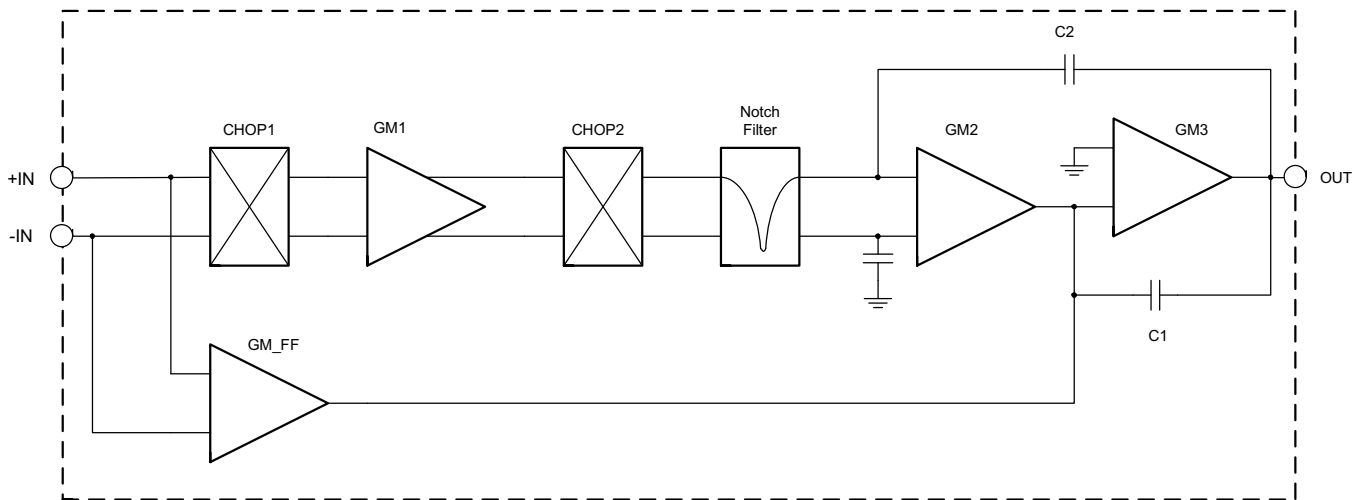 C2
Notch
Filter
CHOP1
GM1
CHOP2
GM2
GM3
+IN
OUT
-IN
C1
GM_FF